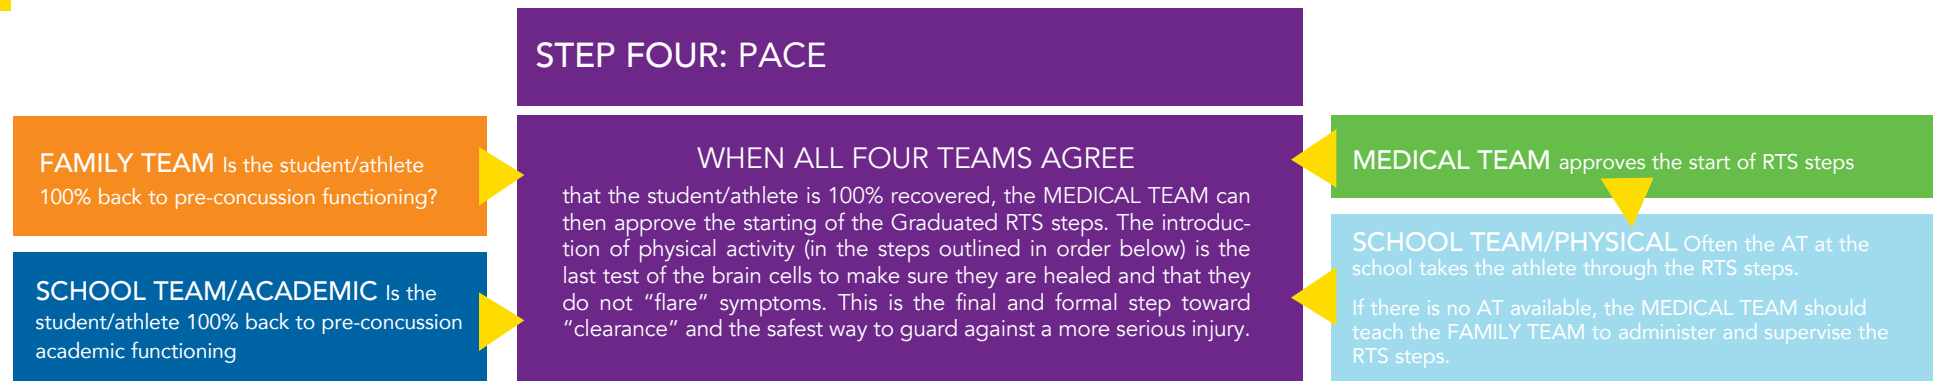 STEP FOUR: PACE
FAMILY TEAM Is the student/athlete
100% back to pre-concussion functioning?
SCHOOL TEAM/ACADEMIC Is the
student/athlete 100% back to pre-concussion
academic functioning
WHEN ALL FOUR TEAMS AGREE
that the student/athlete is 100% recovered, the MEDICAL TEAM can
then approve the starting of the Graduated RTS steps. The introduc-
tion of physical activity (in the steps outlined in order below) is the
last test of the brain cells to make sure they are healed and that they
do not “flare” symptoms. This is the final and formal step toward
“clearance” and the safest way to guard against a more serious injury.
MEDICAL TEAM approves the start of RTS steps
SCHOOL TEAM/PHYSICAL Often the AT at the
school takes the athlete through the RTS steps.
If there is no AT available, the MEDICAL TEAM should
teach the FAMILY TEAM to administer and supervise the
RTS steps.